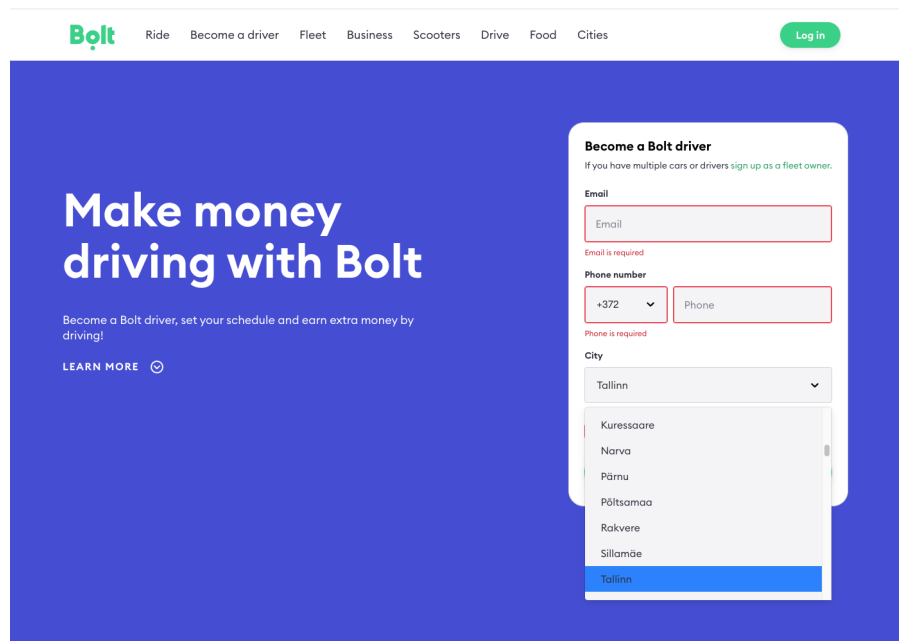 Bolt
Ride Become a driver Fleet Business Scooters Drive Food Cities
Log in
Make money
driving with Bolt
Become a Bolt driver, set your schedule and earn extra money by
driving!
LEARN MORE
Become a Bolt driver
If you have multiple cars or drivers sign up as a fleet owner.
Email
Email
Email is required
Phone number
+372 Phone
Phone is required
City
Tallinn
Kuressaare
Narva
Pärnu
Põltsamaa
Rakvere
Sillamäe
Tallinn